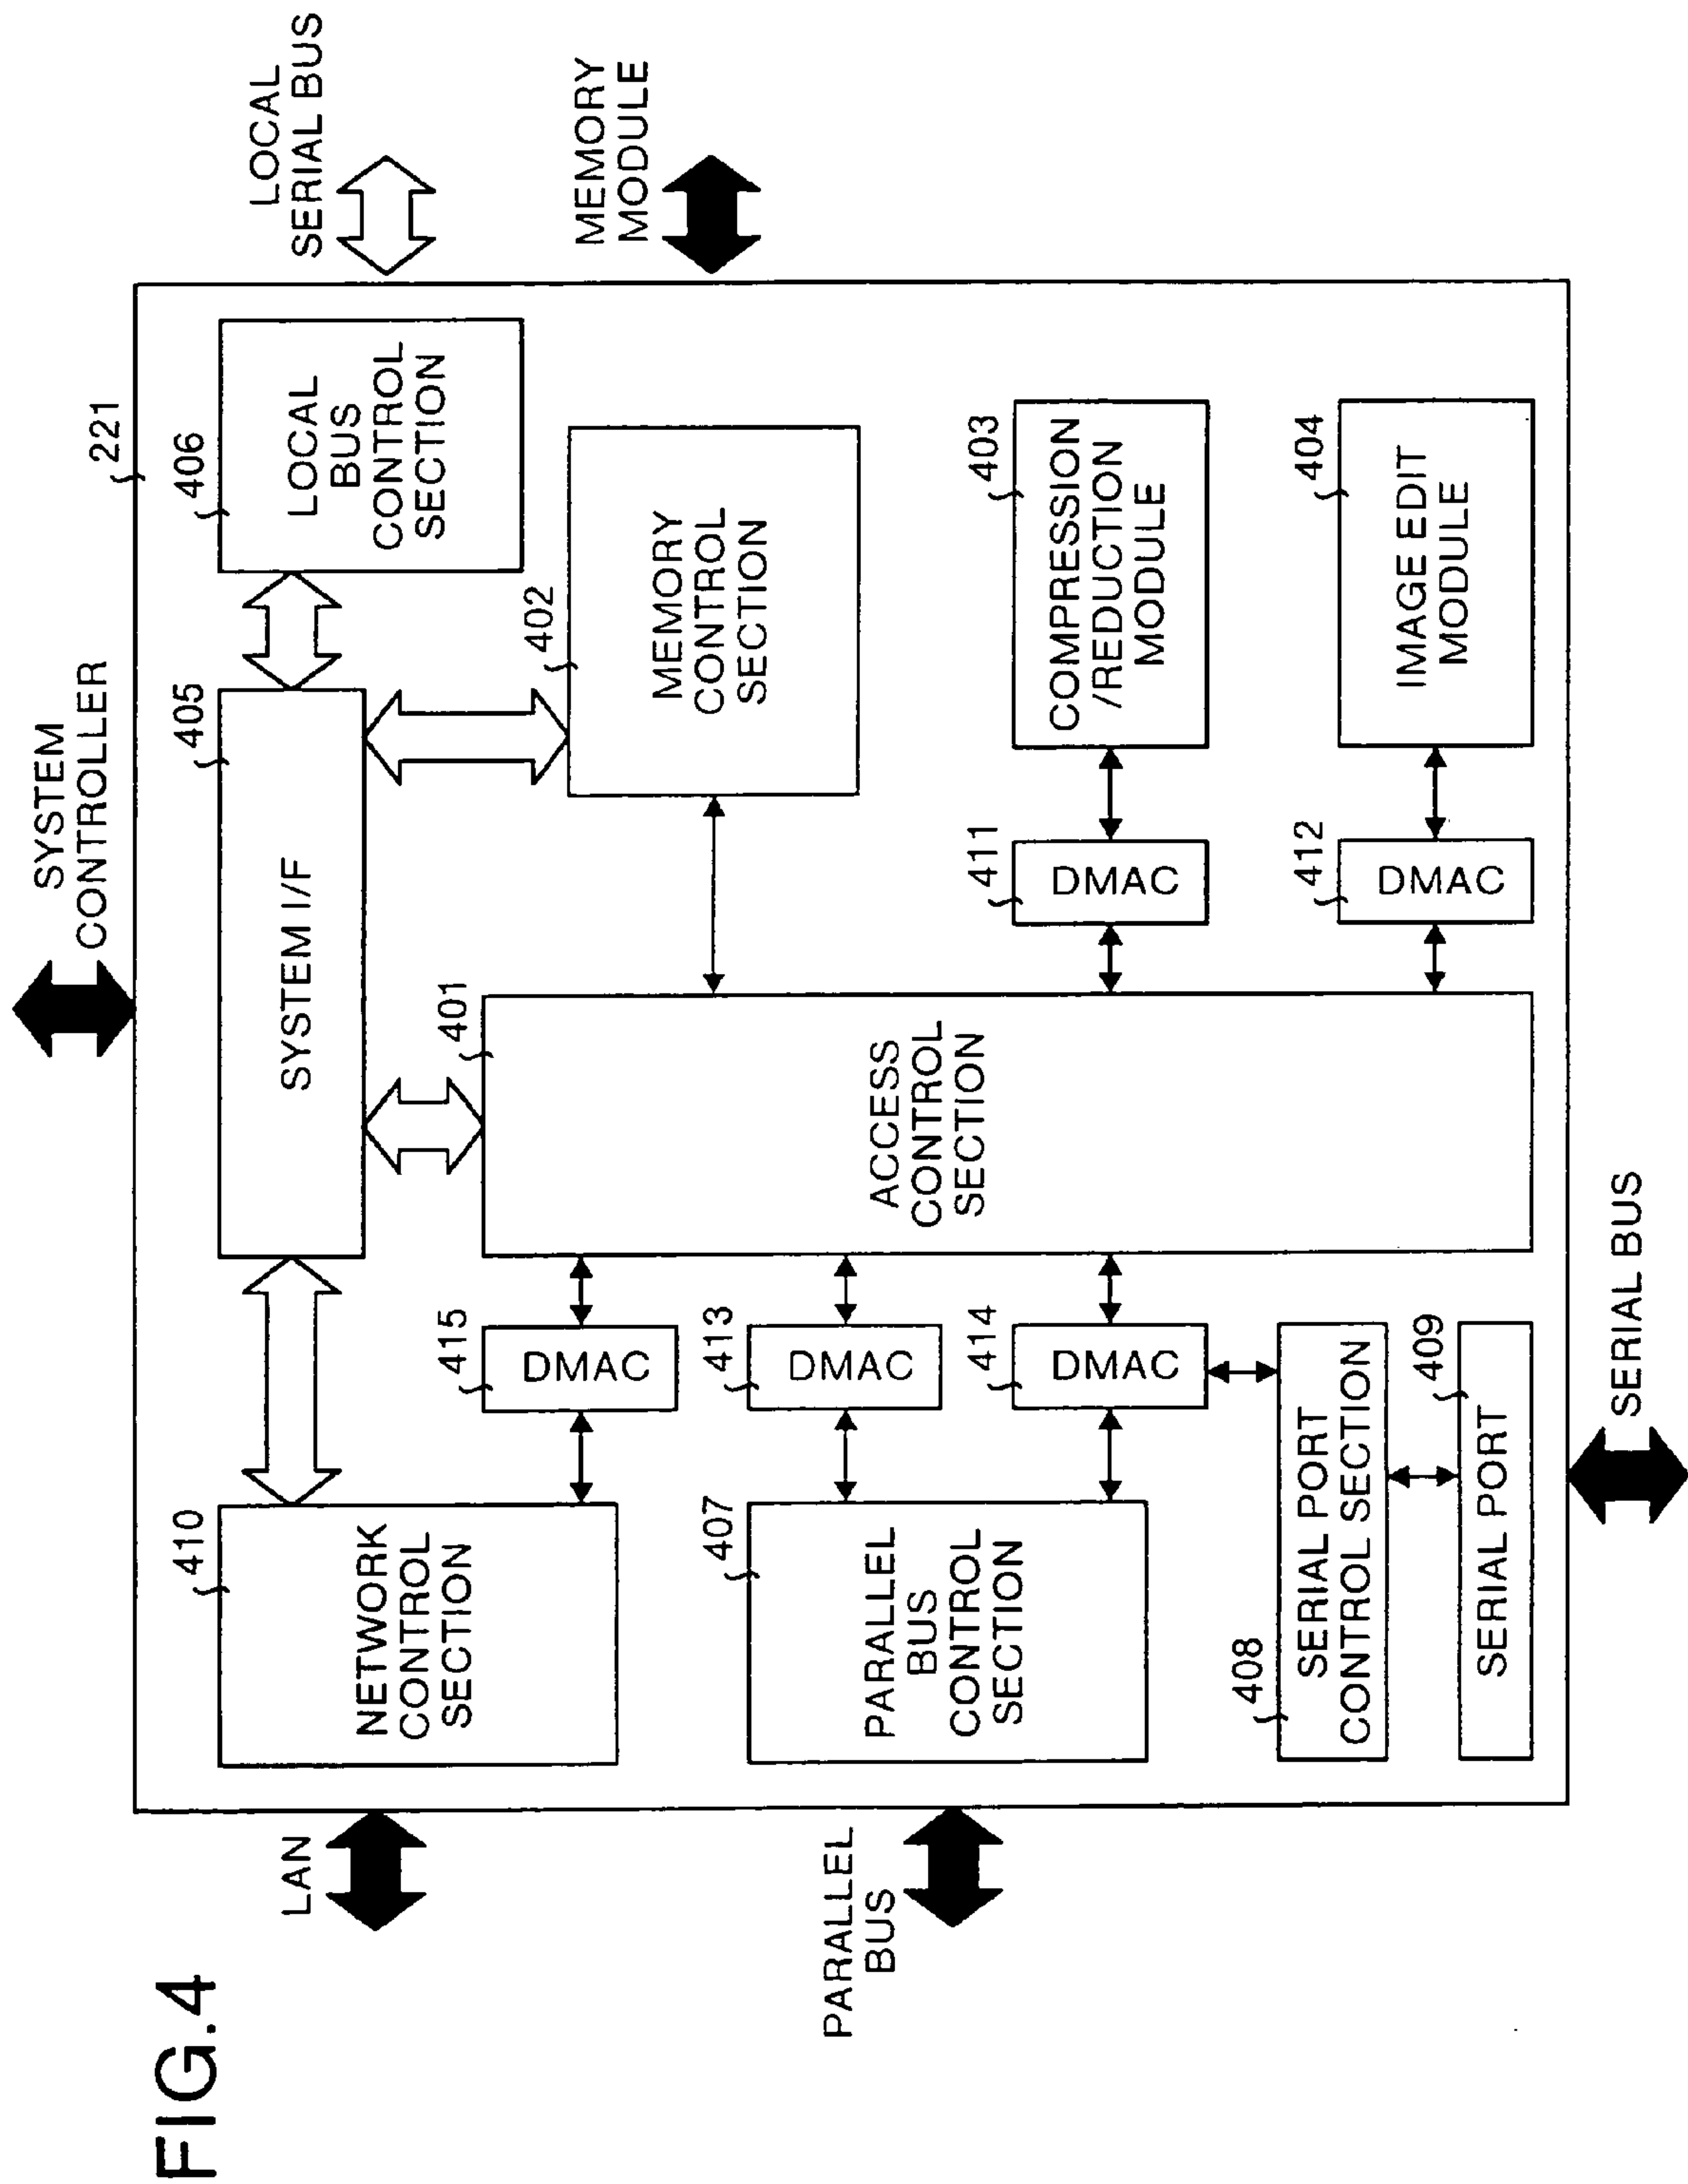 FIG.4
SYSTEM
CONTROLLER
221
LAN
410
NETWORK
CONTROL
SECTION
405
SYSTEM I/F
406
LOCAL
BUS
CONTROL
SECTION
LOCAL
SERIAL BUS
415
DMAC
401
ACCESS
CONTROL
SECTION
402
MEMORY
CONTROL
SECTION
MEMORY
MODULE
PARALLEL
BUS
407
PARALLEL
BUS
CONTROL
SECTION
413
DMAC
414
DMAC
411
DMAC
403
COMPRESSION
/REDUCTION
MODULE
408
SERIAL PORT
CONTROL SECTION
409
SERIAL PORT
412
DMAC
404
IMAGE EDIT
MODULE
SERIAL BUS